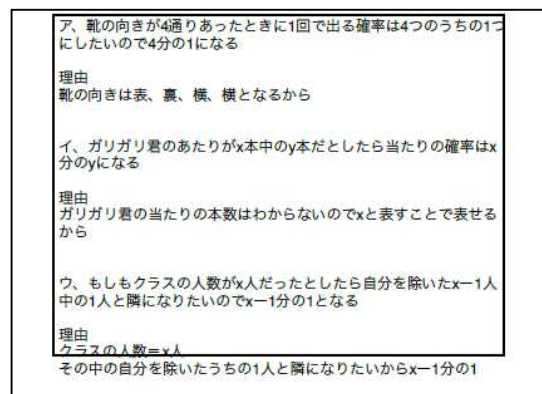 ア、靴の向きが4通りあったときに1回で出る確率は4つのうちの1つ
にしたいので4分の1になる
理由
靴の向きは表、裏、横、横となるから
イ、ガリガリ君のあたりがx本中のy本だとしたら当たりの確率はx
分のyになる
理由
ガリガリ君の当たりの本数はわからないのでxと表すことで表せる
から
ウ、もしもクラスの人数がx人だったとしたら自分を除いたxー1人
中の1人と隣になりたいのでxー1分の1となる
理由
クラスの人数＝x人
その中の自分を除いたうちの1人と隣になりたいからxー1分の1